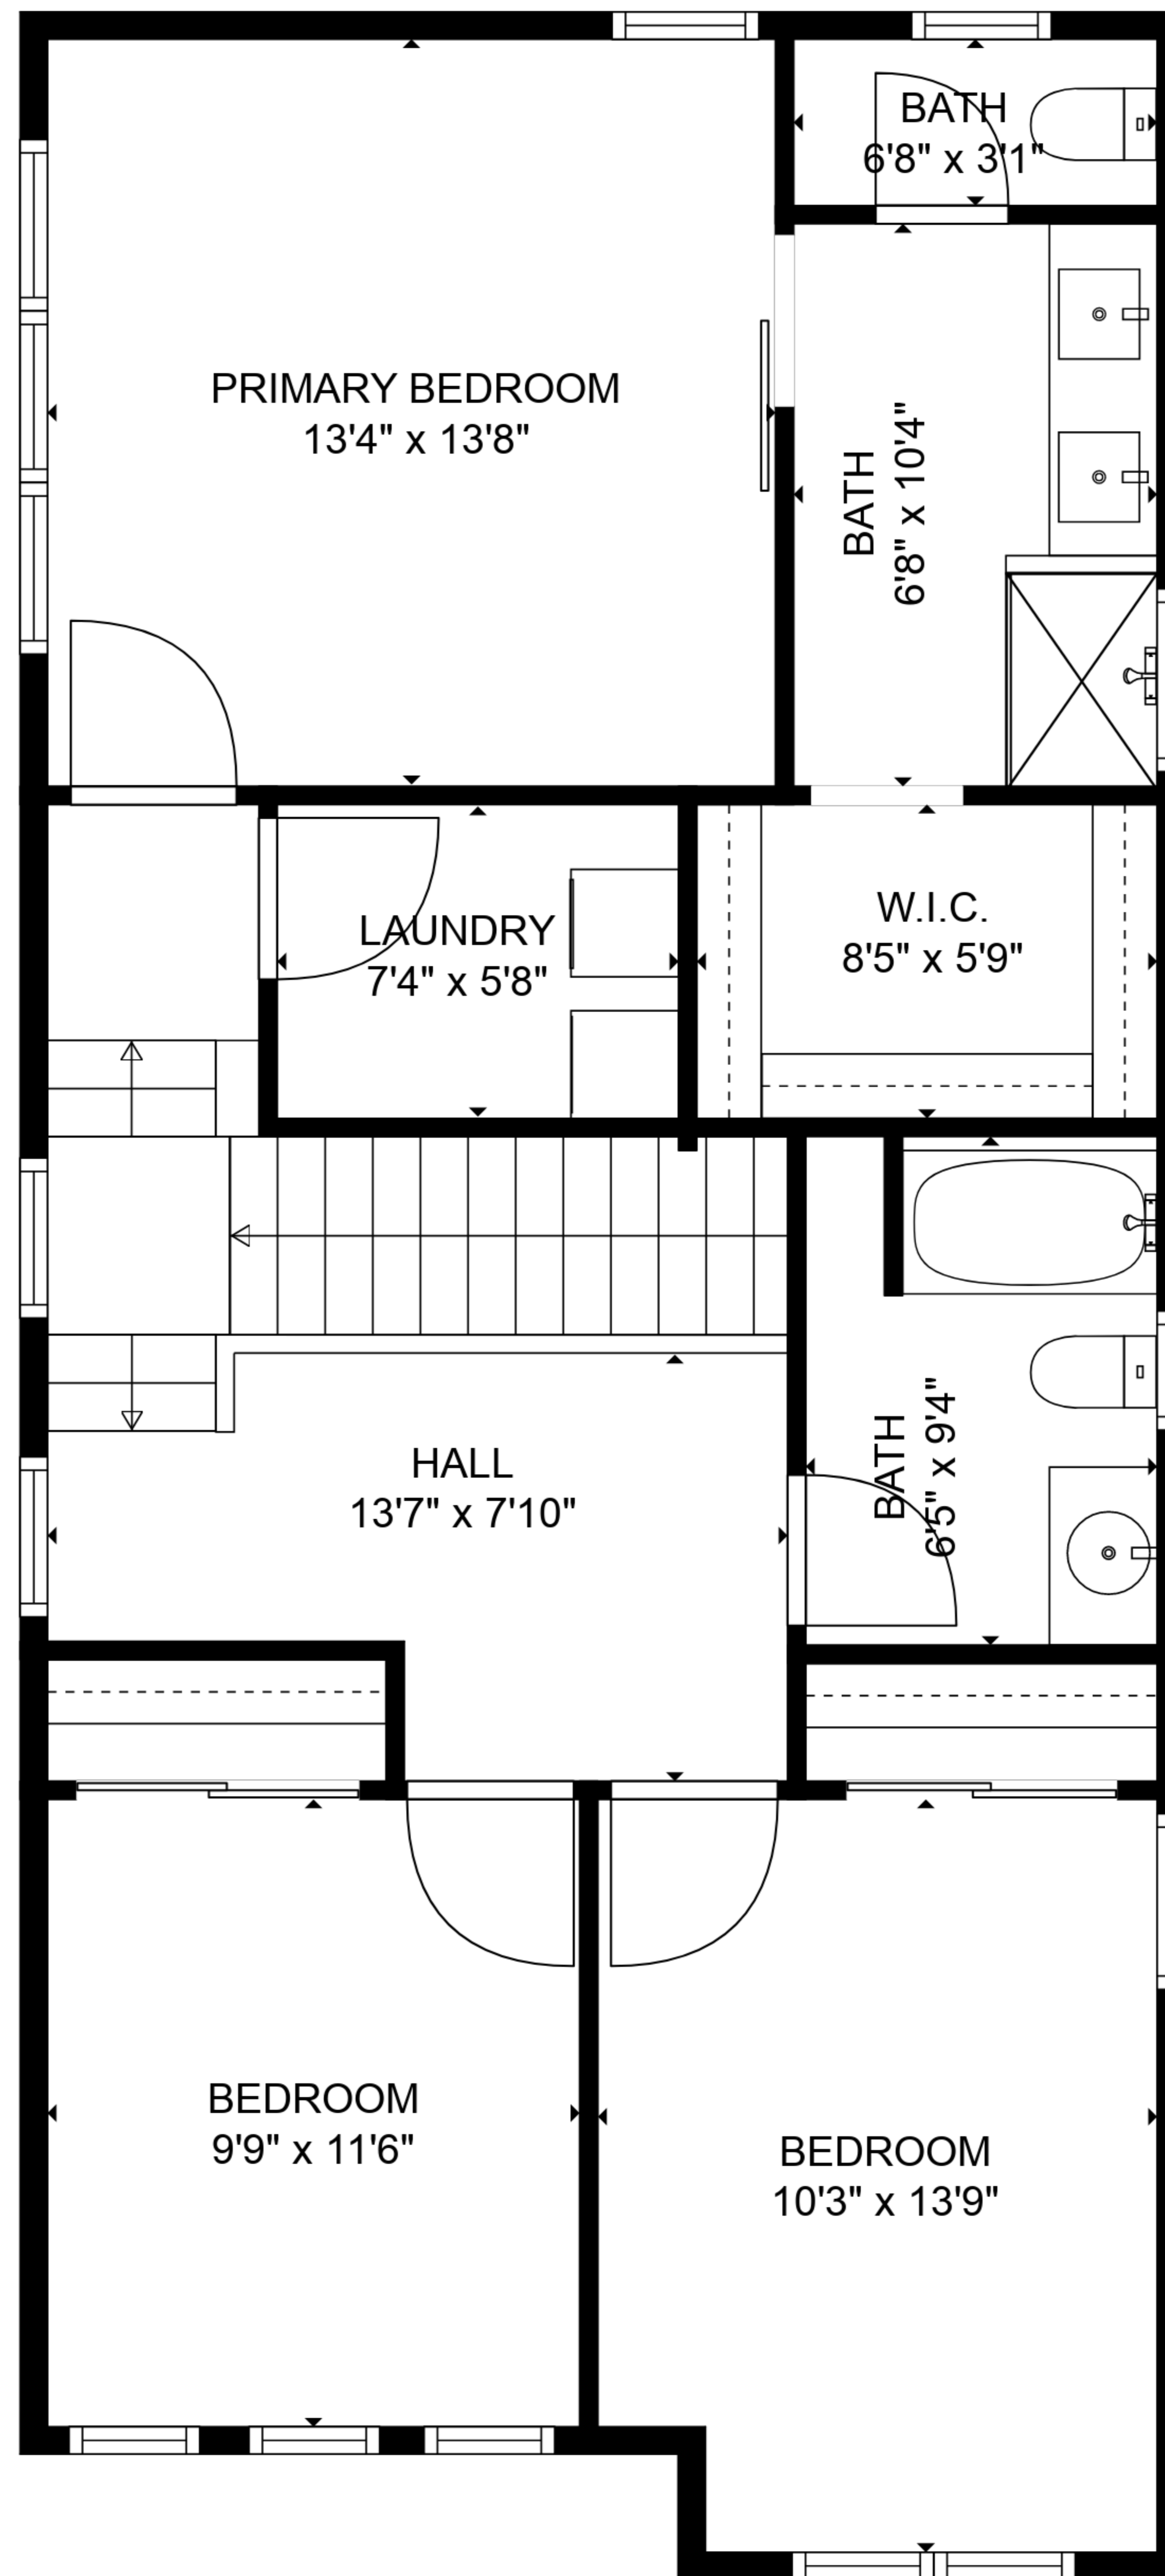 BATH
6'8" x 3'1"
PRIMARY BEDROOM
13'4" x 13'8"
BATH
6'8" x 10'4"
LAUNDRY
7'4" x 5'8"
W.I.C.
8'5" x 5'9"
HALL
13'7" x 7'10"
BATH
6'5" x 9'4"
BEDROOM
9'9" x 11'6"
BEDROOM
10'3" x 13'9"